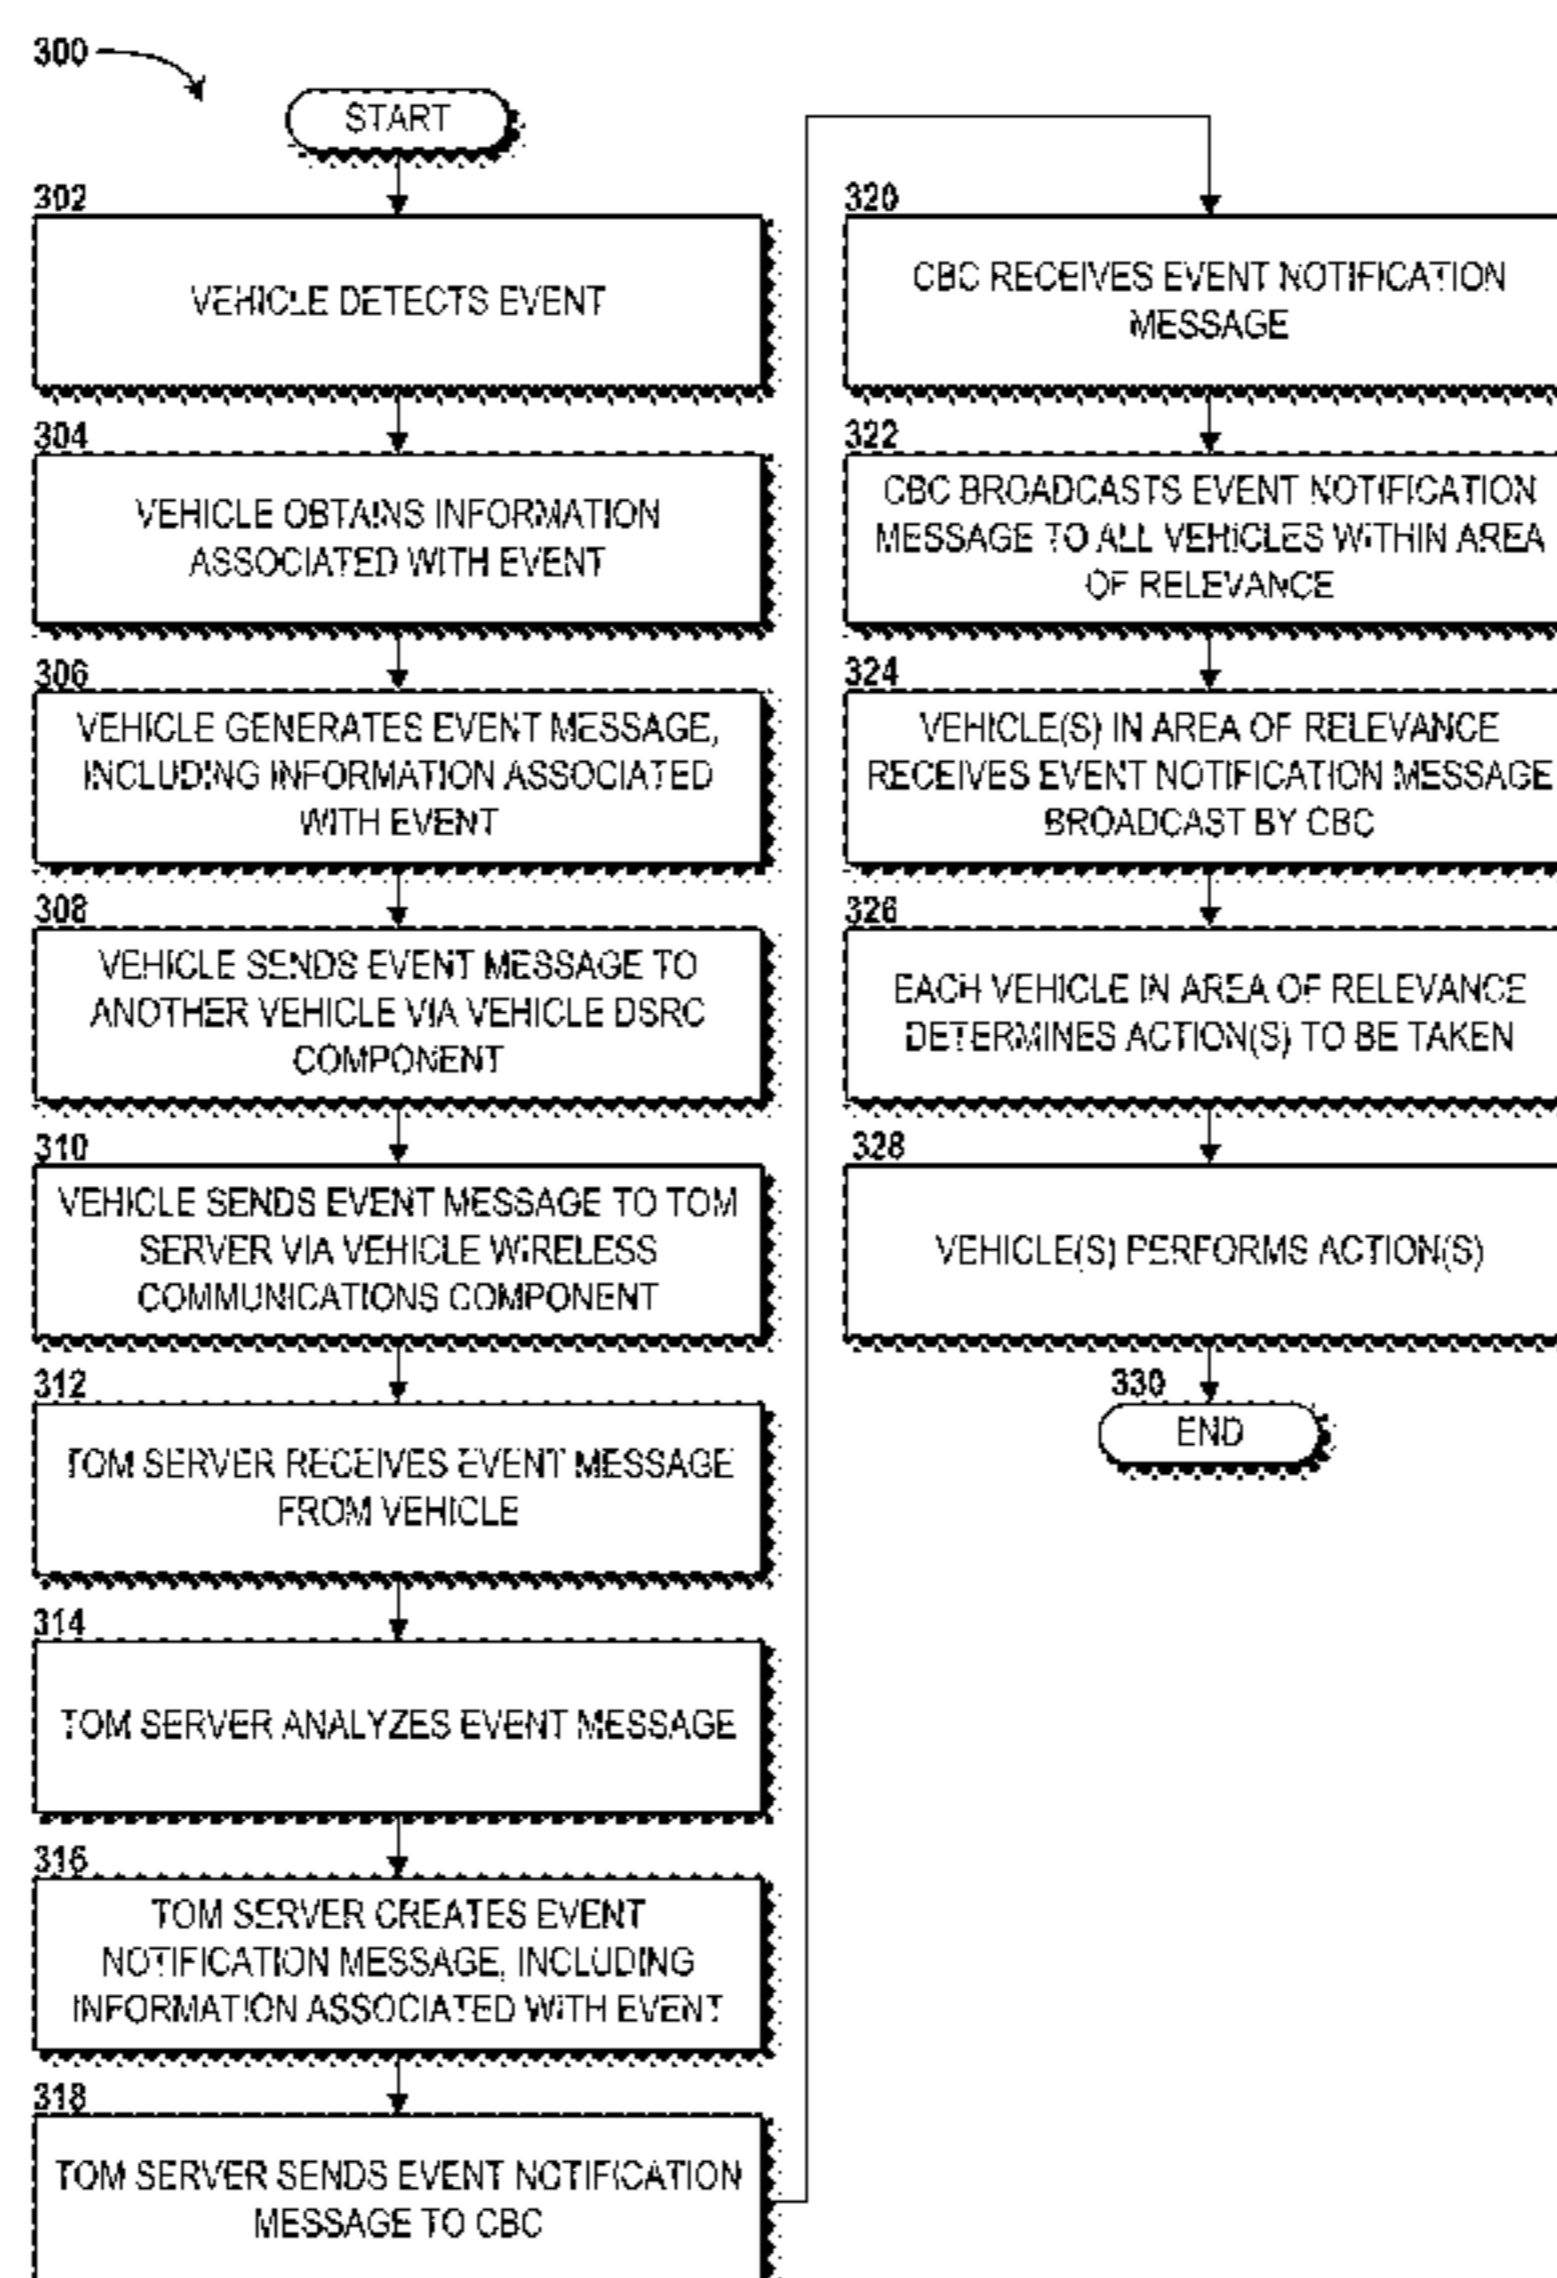 300
START
302
VEHICLE DETECTS EVENT
304
VEHICLE OBTAINS INFORMATION
ASSOCIATED WITH EVENT
306
VEHICLE GENERATES EVENT MESSAGE,
INCLUDING INFORMATION ASSOCIATED
WITH EVENT
308
VEHICLE SENDS EVENT MESSAGE TO
ANOTHER VEHICLE VIA VEHICLE DSRC
COMPONENT
310
VEHICLE SENDS EVENT MESSAGE TO TOM
SERVER VIA VEHICLE WIRELESS
COMMUNICATIONS COMPONENT
312
TOM SERVER RECEIVES EVENT MESSAGE
FROM VEHICLE
314
TOM SERVER ANALYZES EVENT MESSAGE
316
TOM SERVER CREATES EVENT
NOTIFICATION MESSAGE, INCLUDING
INFORMATION ASSOCIATED WITH EVENT
318
TOM SERVER SENDS EVENT NOTIFICATION
MESSAGE TO CBC
320
CBC RECEIVES EVENT NOTIFICATION
MESSAGE
322
CBC BROADCASTS EVENT NOTIFICATION
MESSAGE TO ALL VEHICLES WITHIN AREA
OF RELEVANCE
324
VEHICLE(S) IN AREA OF RELEVANCE
RECEIVES EVENT NOTIFICATION MESSAGE
BROADCAST BY CBC
326
EACH VEHICLE IN AREA OF RELEVANCE
DETERMINES ACTION(S) TO BE TAKEN
328
VEHICLE(S) PERFORMS ACTION(S)
330
END